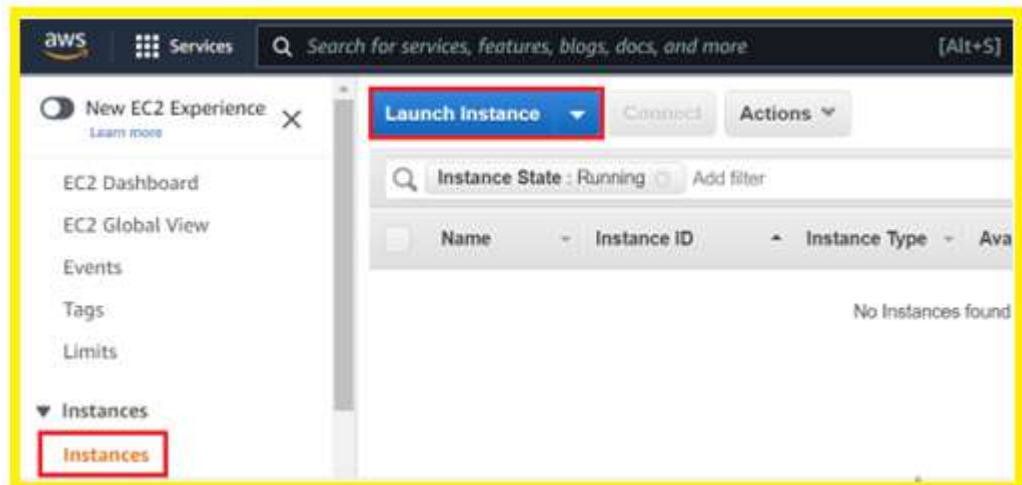 aws Services Search for services, features, blogs, docs, and more [Alt+S]
New EC2 Experience
Learn more
Launch Instance Connect Actions
EC2 Dashboard
Instance State : Running Add filter
EC2 Global View
Name Instance ID Instance Type Ava
Events
Tags
No Instances found
Limits
Instances
Instances